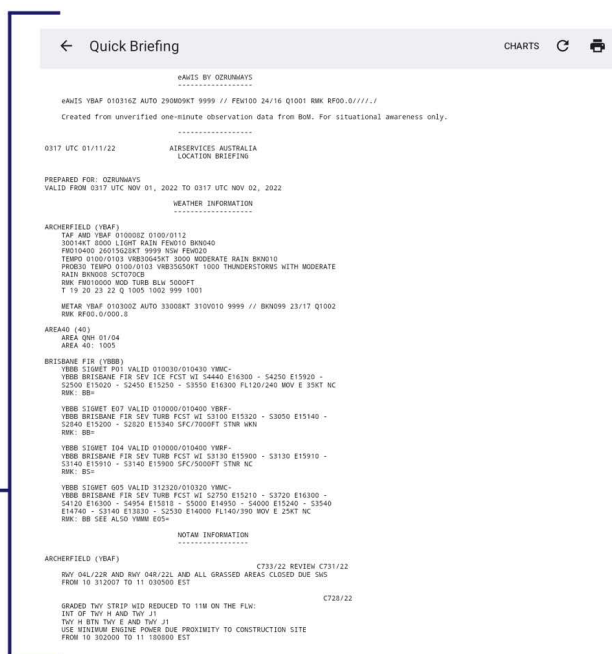 ← Quick Briefing CHARTS
eAWIS BY OZRUNWAYS
------------------
eAWIS YBAF 010316Z AUTO 290M09KT 9999 // FEW100 24/16 Q1001 RMK RF00.0////./
Created from unverified one-minute observation data from BoM. For situational awareness only.
------------------
0317 UTC 01/11/22 AIRSERVICES AUSTRALIA
LOCATION BRIEFING
PREPARED FOR: OZRUNWAYS
VALID FROM 0317 UTC NOV 01, 2022 TO 0317 UTC NOV 02, 2022
WEATHER INFORMATION
-------------------
ARCHERFIELD (YBAF)
TAF AMD YBAF 010008Z 0100/0112
30014KT 8000 LIGHT RAIN FEW010 BKN040
FM010400 26015G28KT 9999 NSW FEW020
TEMPO 0100/0103 VRB30G45KT 3000 MODERATE RAIN BKN010
PROB30 TEMPO 0100/0103 VRB35G50KT 1000 THUNDERSTORMS WITH MODERATE
RAIN BKN008 SCT070CB
RMK FM010000 MOD TURB BLW 5000FT
T 19 20 23 22 Q 1005 1002 999 1001
METAR YBAF 010300Z AUTO 33008KT 310V010 9999 // BKN099 23/17 Q1002
RMK RF00.0/000.8
AREA40 (40)
AREA QNH 01/04
AREA 40: 1005
BRISBANE FIR (YBBB)
YBBB SIGMET P01 VALID 010030/010430 YMMC-
YBBB BRISBANE FIR SEV ICE FCST WI S4440 E16300 - S4250 E15920 -
S2500 E15020 - S2450 E15250 - S3550 E16300 FL120/240 MOV E 35KT NC
RMK: BB=
YBBB SIGMET E07 VALID 010000/010400 YBRF-
YBBB BRISBANE FIR SEV TURB FCST WI S3100 E15320 - S3050 E15140 -
S2840 E15200 - S2820 E15340 SFC/7000FT STNR WKN
RMK: BB=
YBBB SIGMET I04 VALID 010000/010400 YMRF-
YBBB BRISBANE FIR SEV TURB FCST WI S3130 E15900 - S3130 E15910 -
S3140 E15910 - S3140 E15900 SFC/5000FT STNR NC
RMK: BS=
YBBB SIGMET G05 VALID 312320/010320 YMMC-
YBBB BRISBANE FIR SEV TURB FCST WI S2750 E15210 - S3720 E16300 -
S4120 E16300 - S4954 E15818 - S5000 E14950 - S4000 E15240 - S3540
E14740 - S3140 E13830 - S2530 E14000 FL140/390 MOV E 25KT NC
RMK: BB SEE ALSO YMMM E05=
NOTAM INFORMATION
-----------------
ARCHERFIELD (YBAF)
C733/22 REVIEW C731/22
RWY 04L/22R AND RWY 04R/22L AND ALL GRASSED AREAS CLOSED DUE SWS
FROM 10 312007 TO 11 030500 EST
C728/22
GRADED TWY STRIP WID REDUCED TO 11M ON THE FLW:
INT OF TWY H AND TWY J1
TWY H BTN TWY E AND TWY J1
USE MINIMUM ENGINE POWER DUE PROXIMITY TO CONSTRUCTION SITE
FROM 10 302000 TO 11 180800 EST